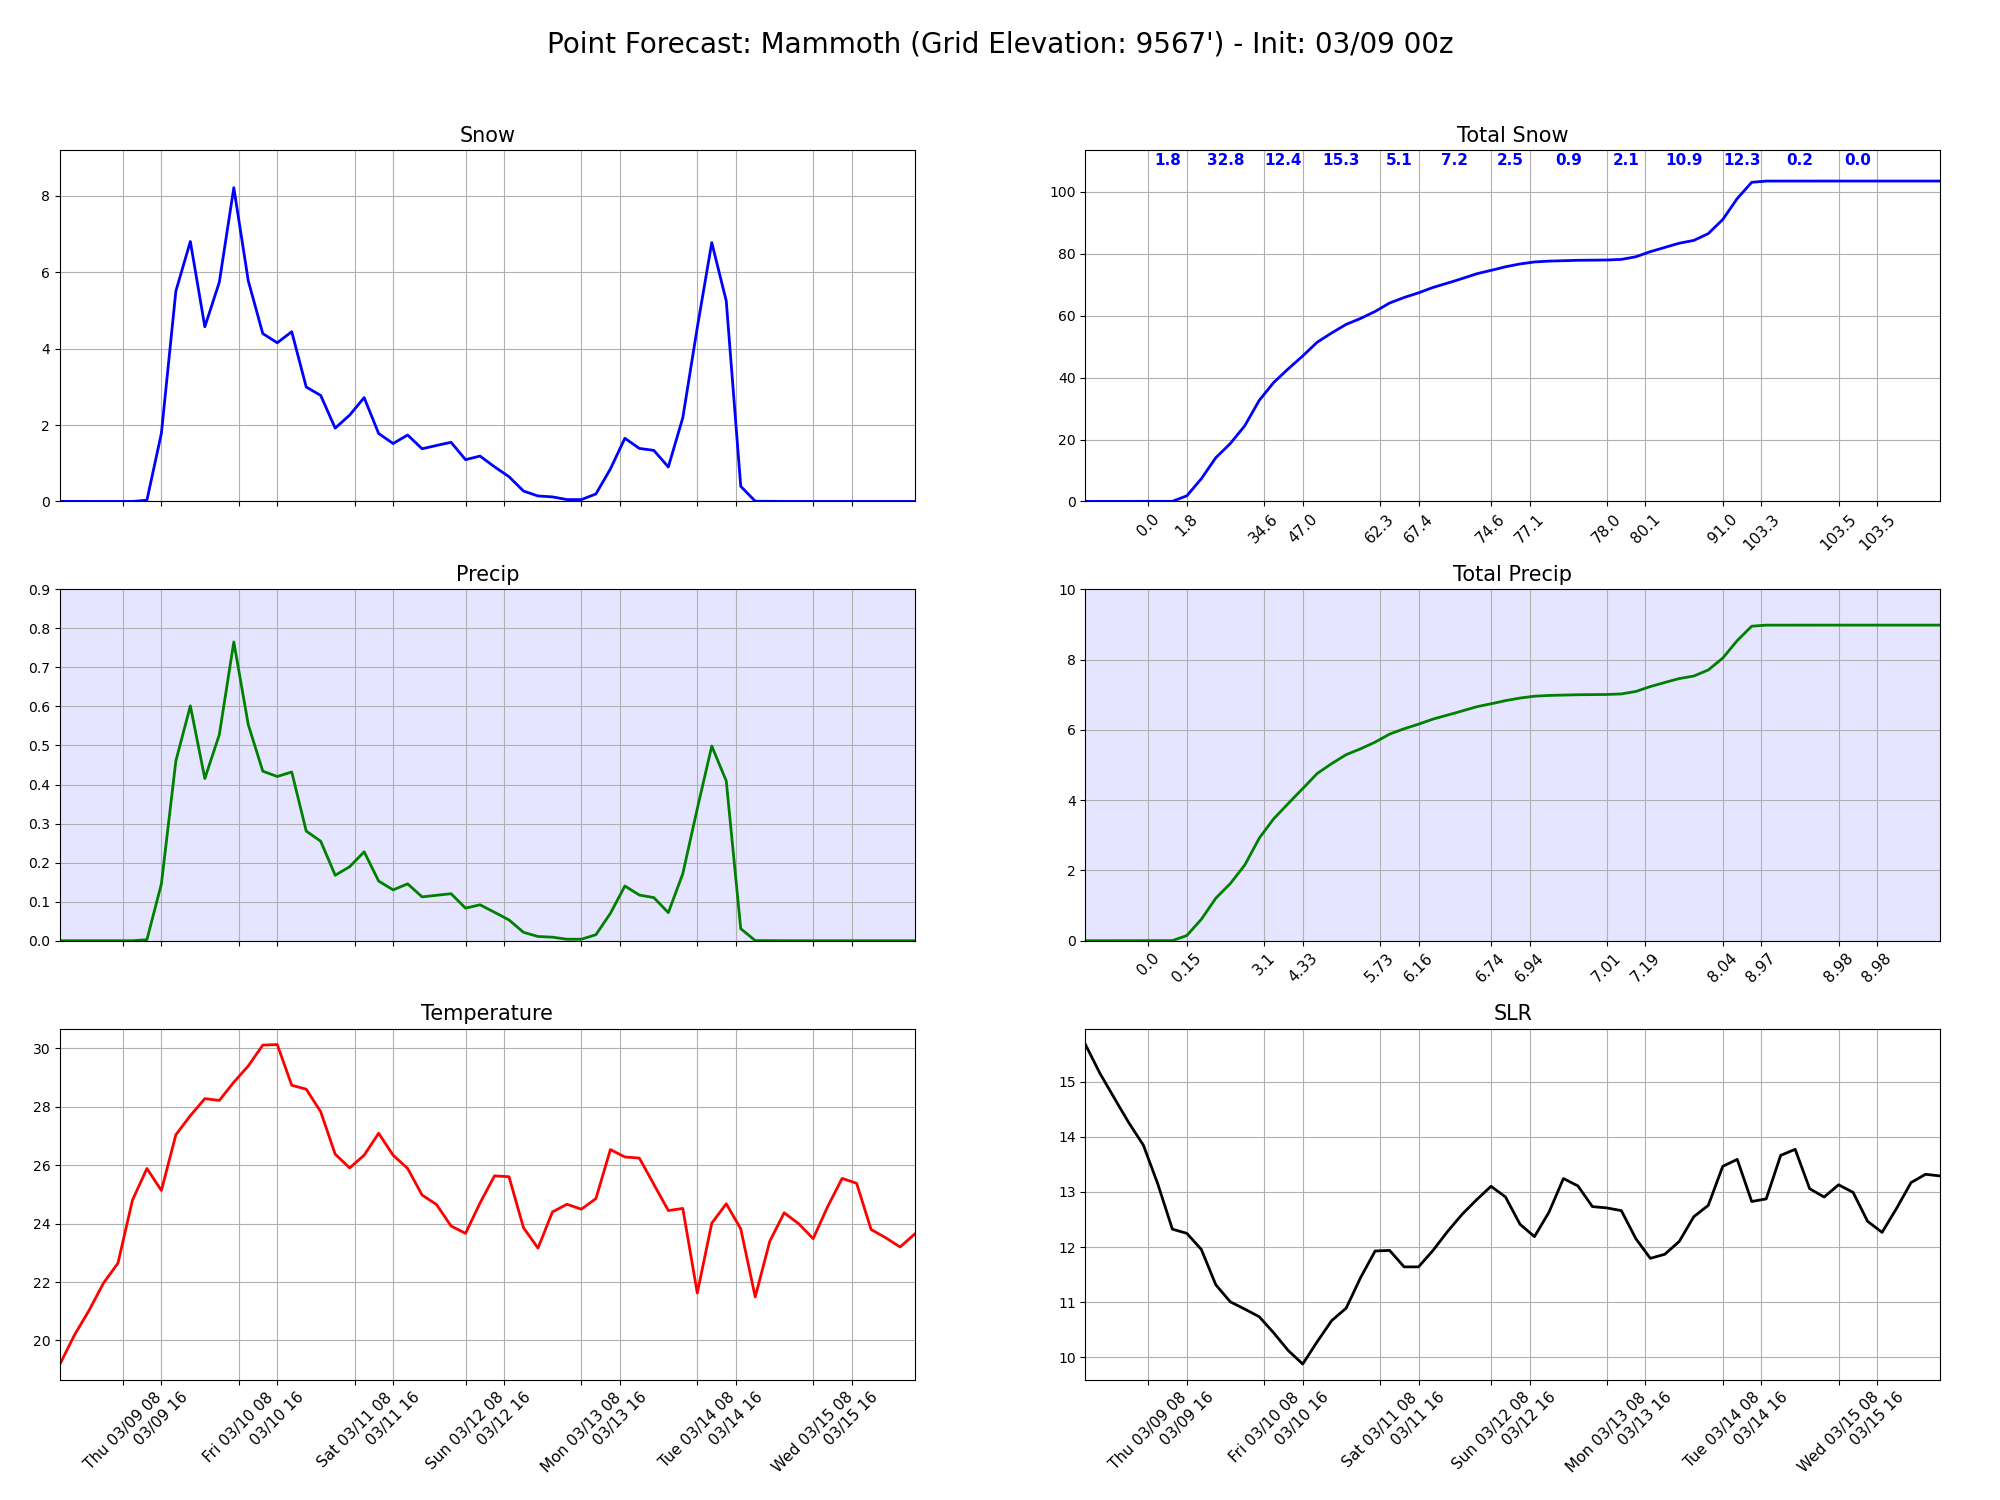 Point Forecast: Mammoth (Grid Elevation: 9567') - Init: 03/09 00z
Snow
8
6
4
2
0
Total Snow
1.8 32.8 12.4 15.3 5.1 7.2 2.5 0.9 2.1 10.9 12.3 0.2 0.0
100
80
60
40
20
0
0.0 1.8 34.6 47.0 62.3 67.4 74.6 77.1 78.0 80.1 91.0 103.3 103.5 103.5
Precip
0.9
0.8
0.7
0.6
0.5
0.4
0.3
0.2
0.1
0.0
Total Precip
10
8
6
4
2
0
0.0 0.15 3.1 4.33 5.73 6.16 6.74 6.94 7.01 7.19 8.04 8.97 8.98 8.98
Temperature
30
28
26
24
22
20
Thu 03/09 08
03/09 16
Fri 03/10 08
03/10 16
Sat 03/11 08
03/11 16
Sun 03/12 08
03/12 16
Mon 03/13 08
03/13 16
Tue 03/14 08
03/14 16
Wed 03/15 08
03/15 16
SLR
15
14
13
12
11
10
Thu 03/09 08
03/09 16
Fri 03/10 08
03/10 16
Sat 03/11 08
03/11 16
Sun 03/12 08
03/12 16
Mon 03/13 08
03/13 16
Tue 03/14 08
03/14 16
Wed 03/15 08
03/15 16